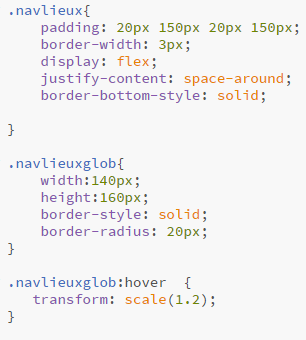 .navlieux{
    padding: 20px 150px 20px 150px;
    border-width: 3px;
    display: flex;
    justify-content: space-around;
    border-bottom-style: solid;

}

.navlieuxglob{
    width:140px;
    height:160px;
    border-style: solid;
    border-radius: 20px;
}

.navlieuxglob:hover  {
   transform: scale(1.2);
}